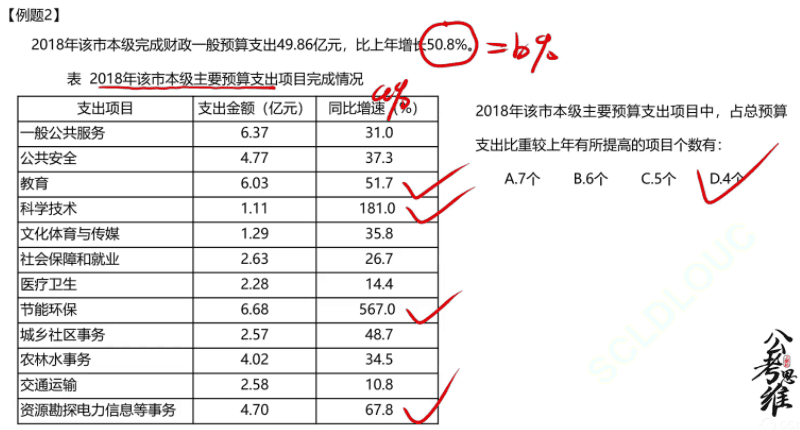 【例题2】
2018年该市本级完成财政一般预算支出49.86亿元，比上年增长50.8%。 = b%
表 2018年该市本级主要预算支出项目完成情况
a%
支出项目 支出金额（亿元） 同比增速（%）
一般公共服务 6.37 31.0
公共安全 4.77 37.3
教育 6.03 51.7
科学技术 1.11 181.0
文化体育与传媒 1.29 35.8
社会保障和就业 2.63 26.7
医疗卫生 2.28 14.4
节能环保 6.68 567.0
城乡社区事务 2.57 48.7
农林水事务 4.02 34.5
交通运输 2.58 10.8
资源勘探电力信息等事务 4.70 67.8
2018年该市本级主要预算支出项目中，占总预算
支出比重较上年有所提高的项目个数有：
A.7个 B.6个 C.5个 D.4个
SCLDLOUC
公考思维